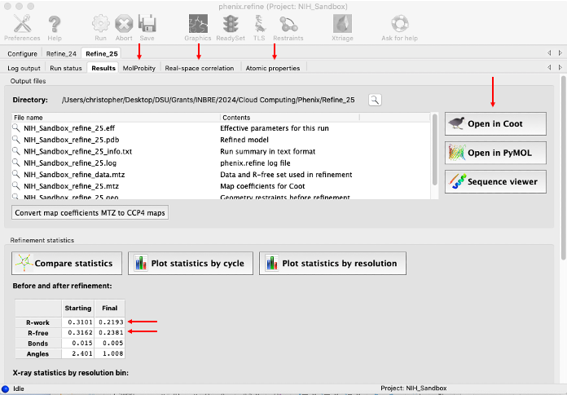 phenix.refine (Project: NIH_Sandbox)
Preferences Help Run Abort Save Graphics ReadySet TLS Restraints Xtriage Ask for help
Configure Refine_24 Refine_25
Log output Run status Results MolProbity Real-space correlation Atomic properties
Output files
Directory: /Users/christopher/Desktop/DSU/Grants/INBRE/2024/Cloud Computing/Phenix/Refine_25
File name Contents
NIH_Sandbox_refine_25.eff Effective parameters for this run
NIH_Sandbox_refine_25.pdb Refined model
NIH_Sandbox_refine_25_info.txt Run summary in text format
NIH_Sandbox_refine_25.log phenix.refine log file
NIH_Sandbox_refine_data.mtz Data and R-free set used in refinement
NIH_Sandbox_refine_25.mtz Map coefficients for Coot
NIH_Sandbox_refine_25.geo Geometry restraints before refinement
Open in Coot
Open in PyMOL
Sequence viewer
Convert map coefficients MTZ to CCP4 maps
Refinement statistics
Compare statistics Plot statistics by cycle Plot statistics by resolution
Before and after refinement:
Starting Final
R-work 0.3101 0.2193
R-free 0.3162 0.2381
Bonds 0.015 0.005
Angles 2.401 1.008
X-ray statistics by resolution bin:
Idle Project: NIH_Sandbox